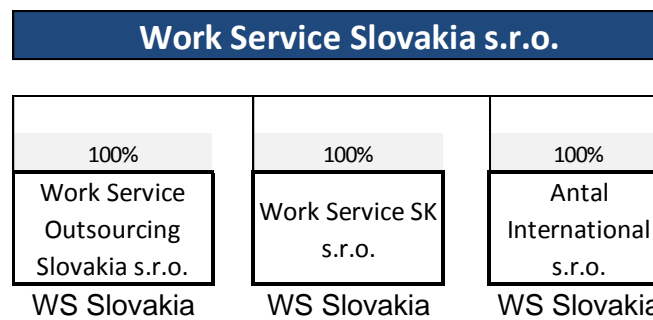 Work Service Slovakia s.r.o.
100% 100% 100%
Work Service
Outsourcing
Slovakia s.r.o.
Work Service SK
s.r.o.
Antal
International
s.r.o.
WS Slovakia WS Slovakia WS Slovakia